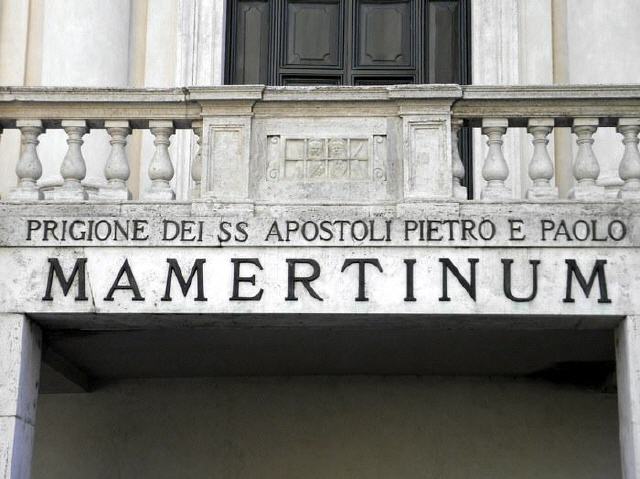 PRIGIONE DEI SS APOSTOLI PIETRO E PAOLO
MAMERTINUM